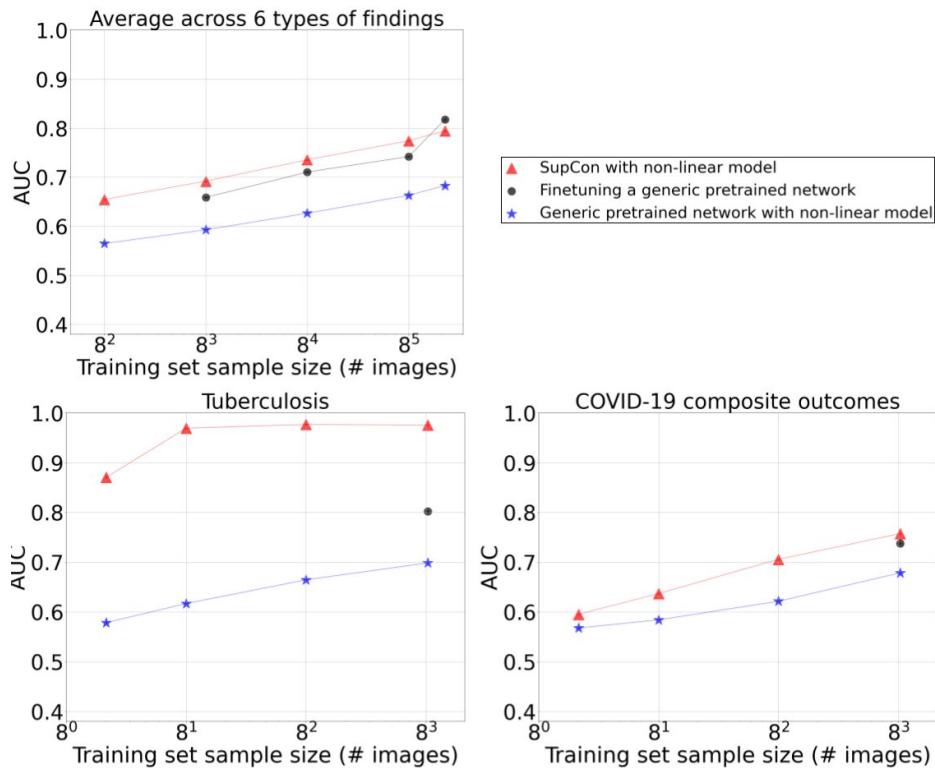 Average across 6 types of findings
1.0
0.9
0.8
0.7
0.6
0.5
0.4
AUC
8² 8³ 8⁴ 8⁵
Training set sample size (# images)
SupCon with non-linear model
Finetuning a generic pretrained network
Generic pretrained network with non-linear model
Tuberculosis
1.0
0.9
0.8
0.7
0.6
0.5
0.4
AUC
8⁰ 8¹ 8² 8³
Training set sample size (# images)
COVID-19 composite outcomes
1.0
0.9
0.8
0.7
0.6
0.5
0.4
AUC
8⁰ 8¹ 8² 8³
Training set sample size (# images)